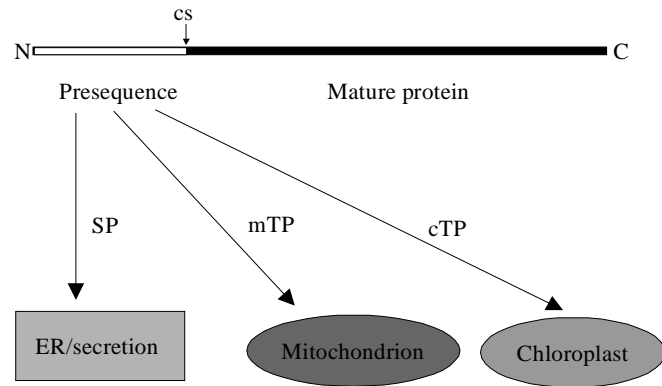 cs
N C
Presequence Mature protein
SP mTP cTP
ER/secretion Mitochondrion Chloroplast